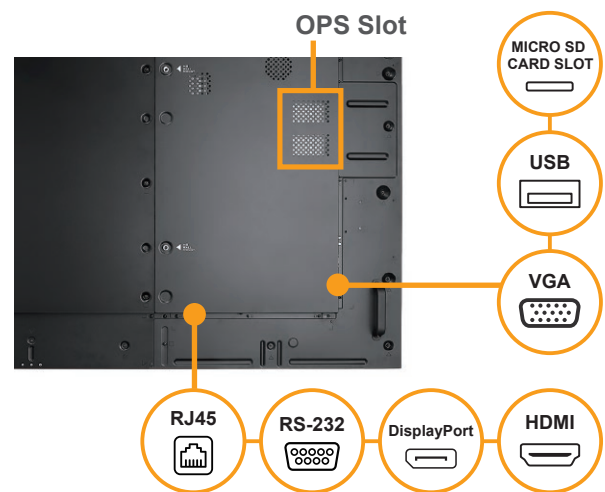 OPS Slot
MICRO SD
CARD SLOT
USB
VGA
RJ45
RS-232
DisplayPort
HDMI